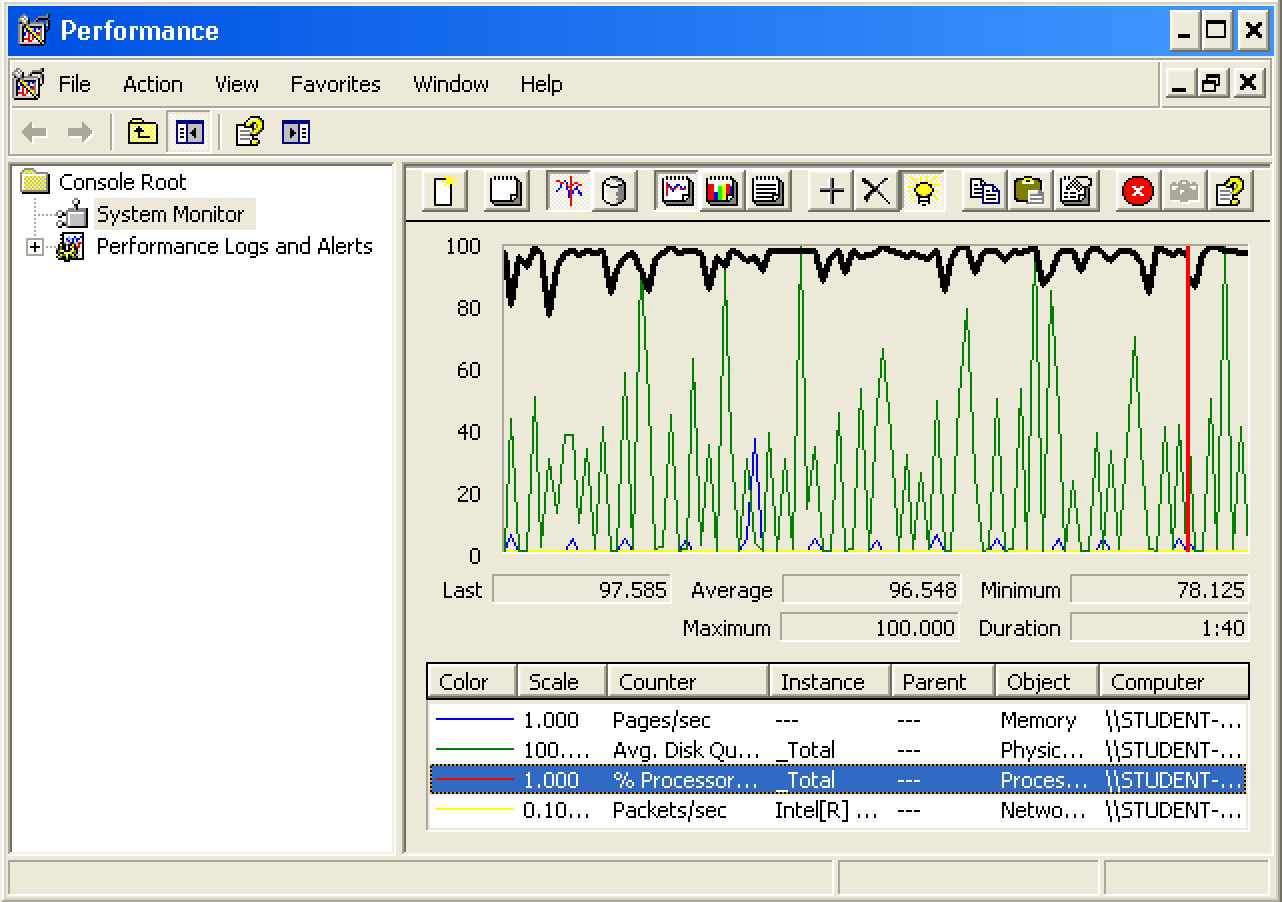 Performance
File Action View Favorites Window Help
Console Root
System Monitor
Performance Logs and Alerts
100
80
60
40
20
0
Last 97.585 Average 96.548 Minimum 78.125
Maximum 100.000 Duration 1:40
Color Scale Counter Instance Parent Object Computer
1.000 Pages/sec --- --- Memory \\STUDENT-...
100.... Avg. Disk Qu... _Total --- Physic... \\STUDENT-...
1.000 % Processor... _Total --- Proces... \\STUDENT-...
0.10... Packets/sec Intel[R] ... --- Netwo... \\STUDENT-...